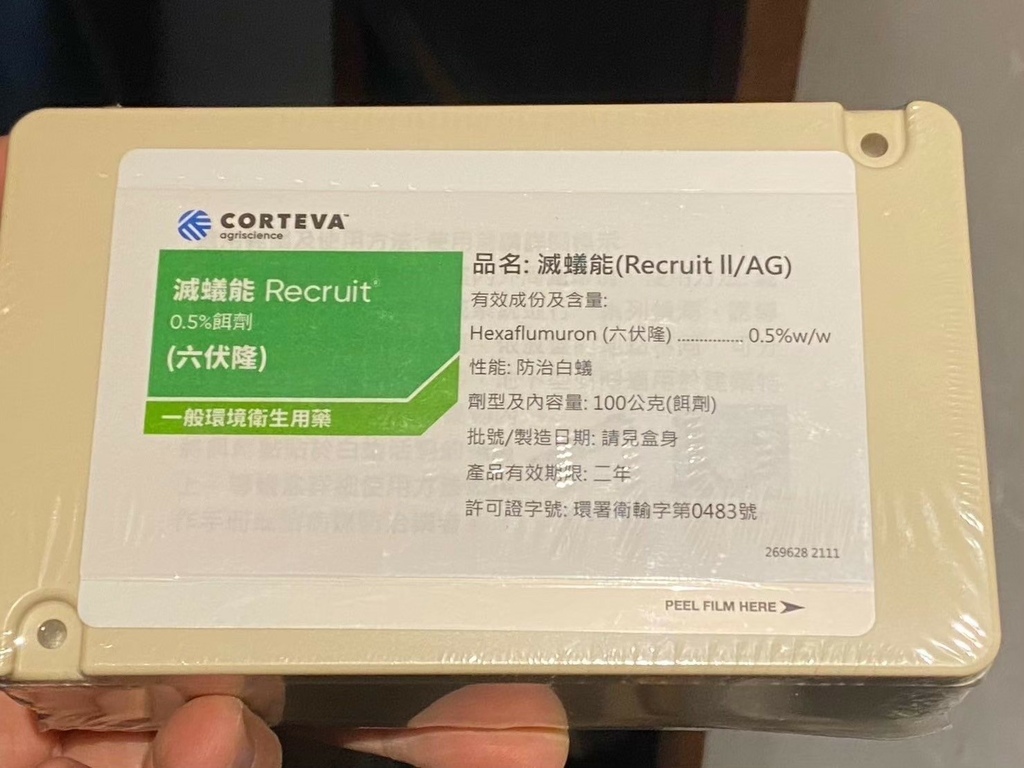 CORTEVA™
agriscience
滅蟻能 Recruit®
0.5%餌劑
(六伏隆)
一般環境衛生用藥
品名: 滅蟻能(Recruit II/AG)
有效成份及含量:
Hexaflumuron (六伏隆) ............... 0.5%w/w
性能: 防治白蟻
劑型及內容量: 100公克(餌劑)
批號/製造日期: 請見盒身
產品有效期限: 二年
許可證字號: 環署衛輸字第0483號
269628 2111
PEEL FILM HERE